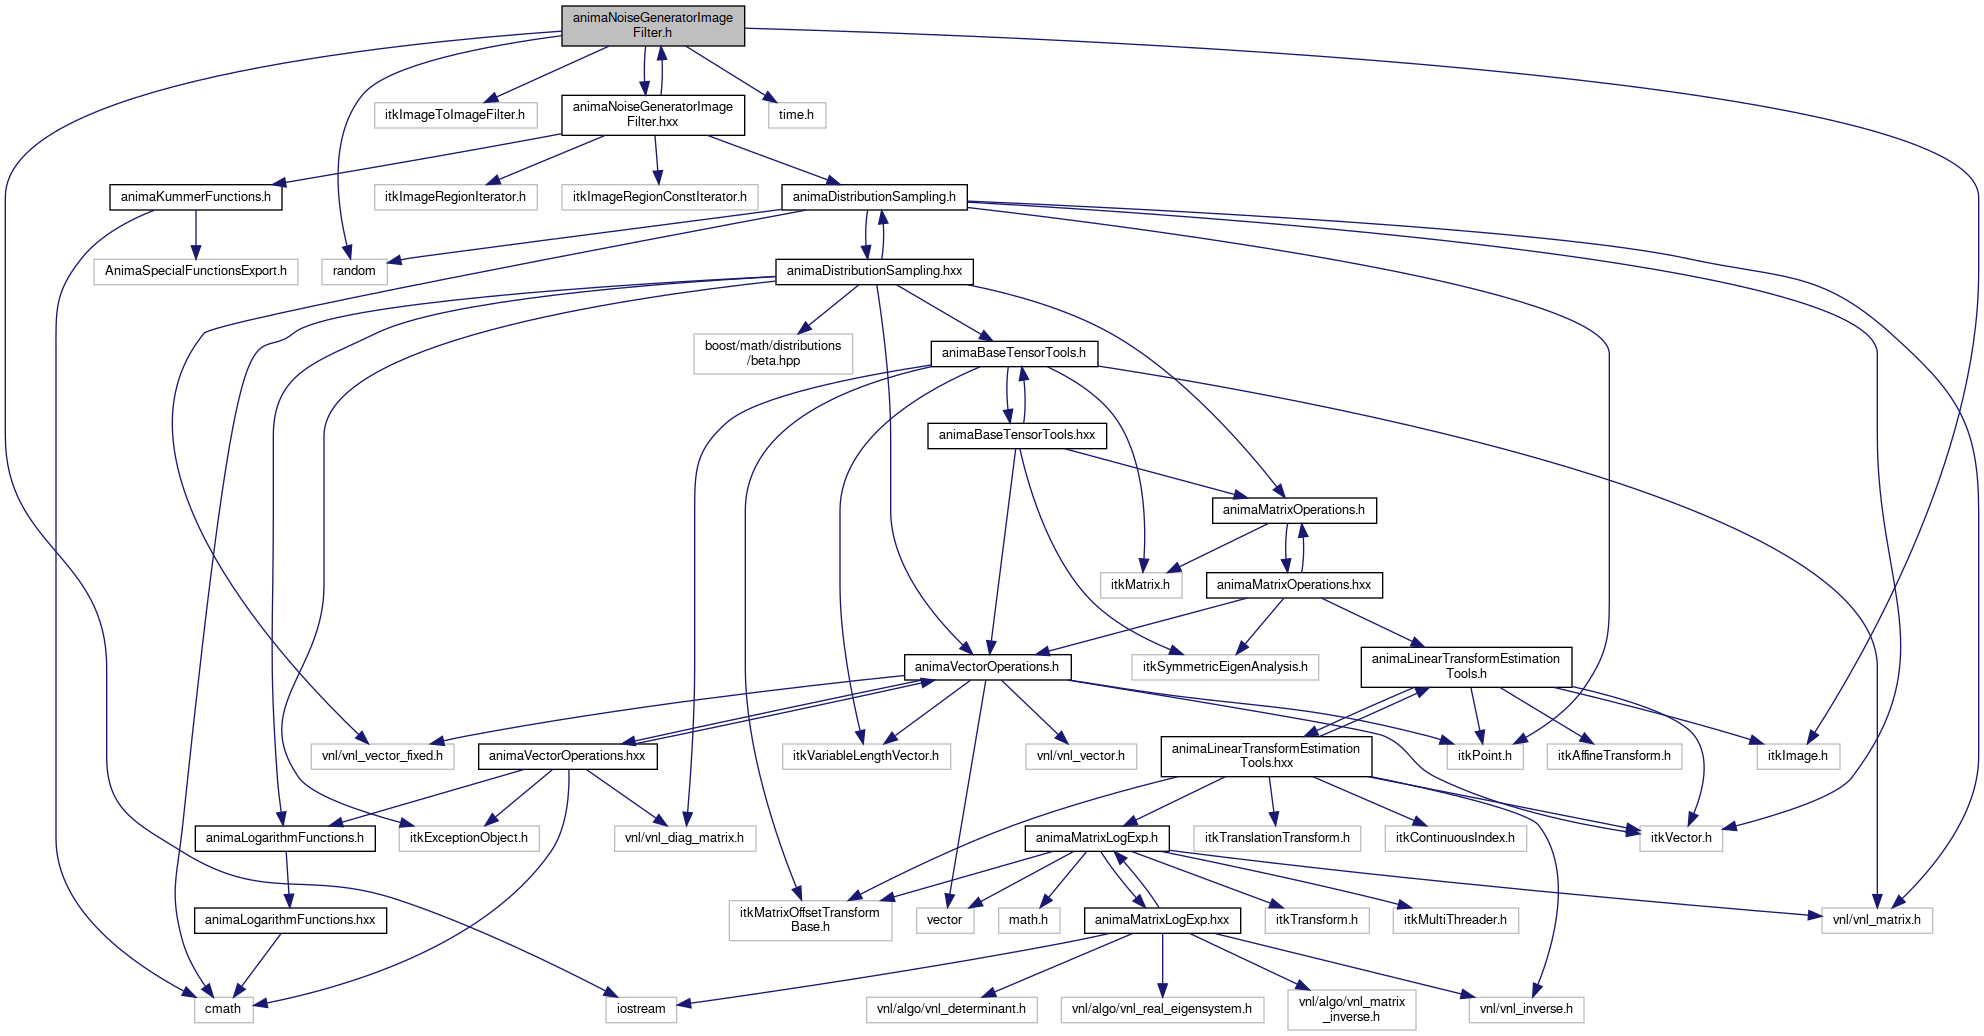 animaNoiseGeneratorImage
Filter.h
itkImageToImageFilter.h
animaNoiseGeneratorImage
Filter.hxx
time.h
animaKummerFunctions.h
itkImageRegionIterator.h
itkImageRegionConstIterator.h
animaDistributionSampling.h
AnimaSpecialFunctionsExport.h
random
animaDistributionSampling.hxx
boost/math/distributions
/beta.hpp
animaBaseTensorTools.h
animaBaseTensorTools.hxx
animaMatrixOperations.h
itkMatrix.h
animaMatrixOperations.hxx
animaVectorOperations.h
itkSymmetricEigenAnalysis.h
animaLinearTransformEstimation
Tools.h
vnl/vnl_vector_fixed.h
animaVectorOperations.hxx
itkVariableLengthVector.h
vnl/vnl_vector.h
animaLinearTransformEstimation
Tools.hxx
itkPoint.h
itkAffineTransform.h
itkImage.h
animaLogarithmFunctions.h
itkExceptionObject.h
vnl/vnl_diag_matrix.h
animaMatrixLogExp.h
itkTranslationTransform.h
itkContinuousIndex.h
itkVector.h
animaLogarithmFunctions.hxx
itkMatrixOffsetTransform
Base.h
vector
math.h
animaMatrixLogExp.hxx
itkTransform.h
itkMultiThreader.h
vnl/vnl_matrix.h
cmath
iostream
vnl/algo/vnl_determinant.h
vnl/algo/vnl_real_eigensystem.h
vnl/algo/vnl_matrix
_inverse.h
vnl/vnl_inverse.h